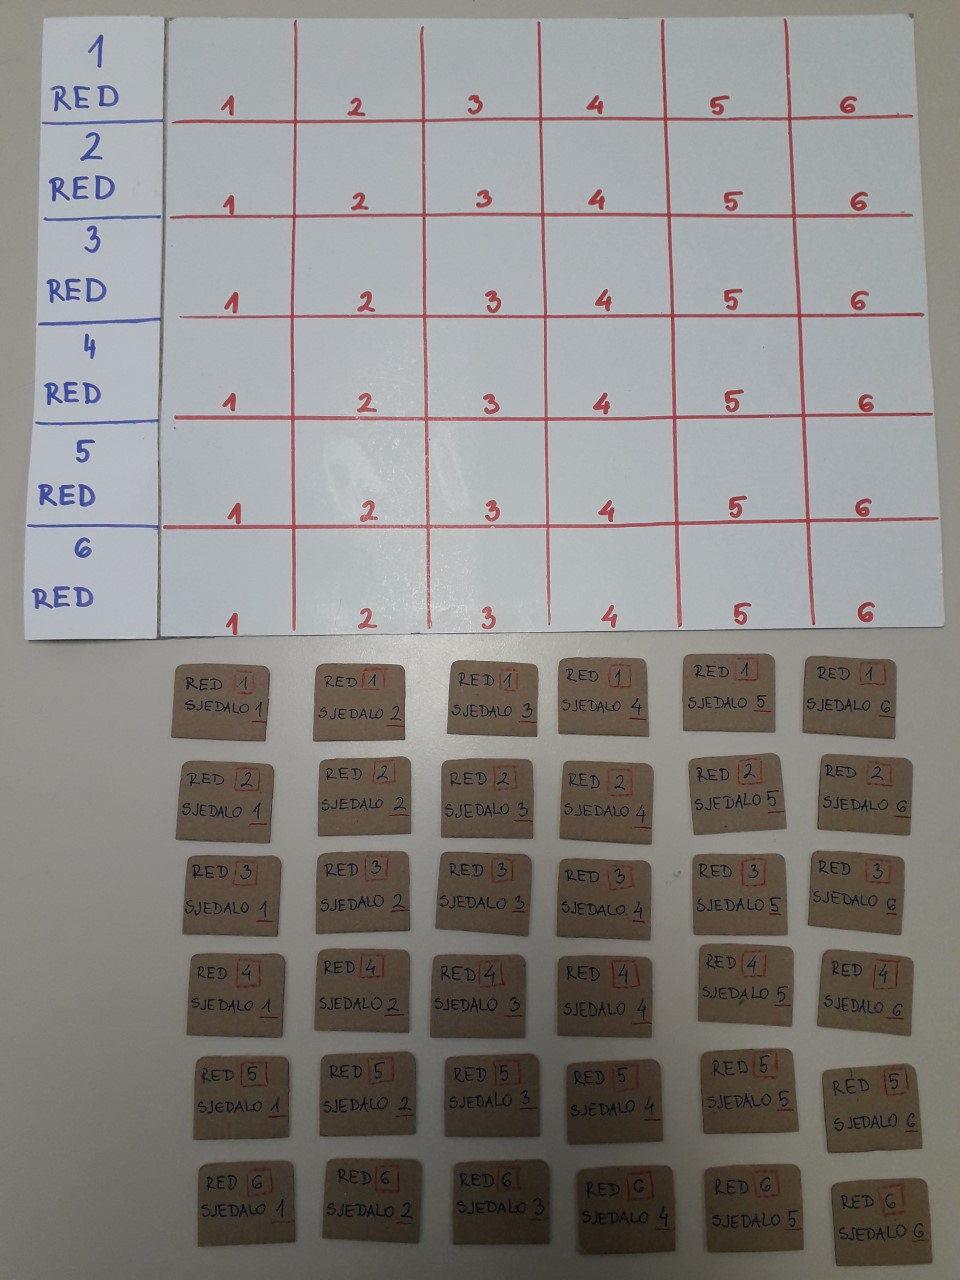 1
RED
1 2 3 4 5 6
2
RED
1 2 3 4 5 6
3
RED
1 2 3 4 5 6
4
RED
1 2 3 4 5 6
5
RED
1 2 3 4 5 6
6
RED
1 2 3 4 5 6
RED 1
SJEDALO 1
RED 1
SJEDALO 2
RED 1
SJEDALO 3
RED 1
SJEDALO 4
RED 1
SJEDALO 5
RED 1
SJEDALO 6
RED 2
SJEDALO 1
RED 2
SJEDALO 2
RED 2
SJEDALO 3
RED 2
SJEDALO 4
RED 2
SJEDALO 5
RED 2
SJEDALO 6
RED 3
SJEDALO 1
RED 3
SJEDALO 2
RED 3
SJEDALO 3
RED 3
SJEDALO 4
RED 3
SJEDALO 5
RED 3
SJEDALO 6
RED 4
SJEDALO 1
RED 4
SJEDALO 2
RED 4
SJEDALO 3
RED 4
SJEDALO 4
RED 4
SJEDALO 5
RED 4
SJEDALO 6
RED 5
SJEDALO 1
RED 5
SJEDALO 2
RED 5
SJEDALO 3
RED 5
SJEDALO 4
RED 5
SJEDALO 5
RED 5
SJEDALO 6
RED 6
SJEDALO 1
RED 6
SJEDALO 2
RED 6
SJEDALO 3
RED 6
SJEDALO 4
RED 6
SJEDALO 5
RED 6
SJEDALO 6